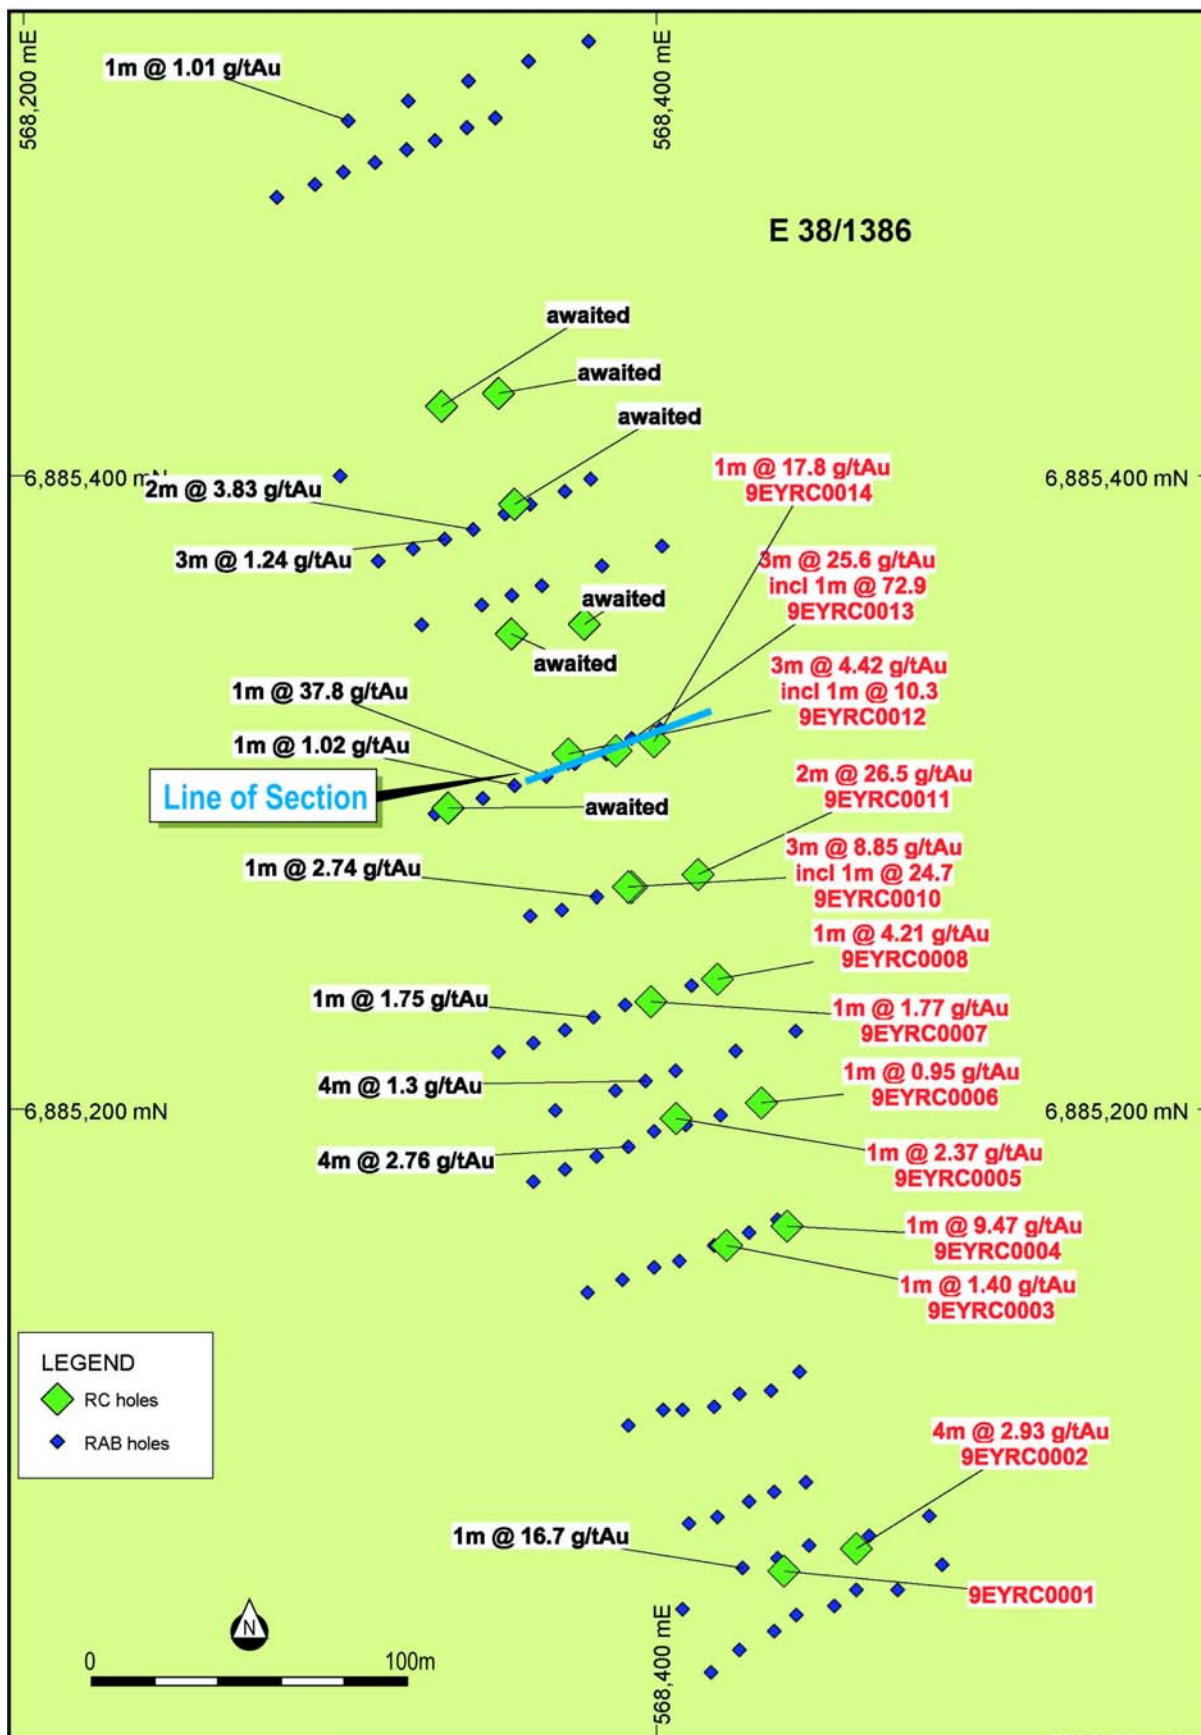 568,200 mE
568,400 mE
1m @ 1.01 g/tAu
E 38/1386
awaited
awaited
awaited
6,885,400 mN
6,885,400 mN
1m @ 17.8 g/tAu
9EYRC0014
2m @ 3.83 g/tAu
3m @ 1.24 g/tAu
3m @ 25.6 g/tAu
incl 1m @ 72.9
9EYRC0013
awaited
awaited
3m @ 4.42 g/tAu
incl 1m @ 10.3
9EYRC0012
1m @ 37.8 g/tAu
1m @ 1.02 g/tAu
Line of Section
awaited
2m @ 26.5 g/tAu
9EYRC0011
1m @ 2.74 g/tAu
3m @ 8.85 g/tAu
incl 1m @ 24.7
9EYRC0010
1m @ 4.21 g/tAu
9EYRC0008
1m @ 1.75 g/tAu
1m @ 1.77 g/tAu
9EYRC0007
4m @ 1.3 g/tAu
1m @ 0.95 g/tAu
9EYRC0006
6,885,200 mN
6,885,200 mN
4m @ 2.76 g/tAu
1m @ 2.37 g/tAu
9EYRC0005
1m @ 9.47 g/tAu
9EYRC0004
1m @ 1.40 g/tAu
9EYRC0003
LEGEND
RC holes
RAB holes
4m @ 2.93 g/tAu
9EYRC0002
1m @ 16.7 g/tAu
9EYRC0001
N
0
100m
568,400 mE